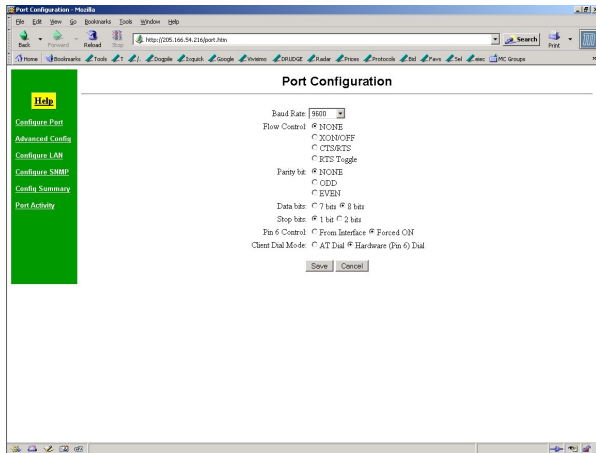 Port Configuration - Mozilla
File Edit View Go Bookmarks Tools Window Help
Back Forward Reload Stop http://205.166.54.216/port.htm Search Print
Home Bookmarks Tools Dogpile Ixquick Google Vivisimo DRUDGE Radar Prices Protocols Bid Favs Sel eiec MC Groups
Port Configuration
Help
Configure Port
Advanced Config
Configure LAN
Configure SNMP
Config Summary
Port Activity
Baud Rate: 9600
Flow Control: NONE
XON/OFF
CTS/RTS
RTS Toggle
Parity bit: NONE
ODD
EVEN
Data bits: 7 bits 8 bits
Stop bits: 1 bit 2 bits
Pin 6 Control: From Interface Forced ON
Client Dial Mode: AT Dial Hardware (Pin 6) Dial
Save Cancel